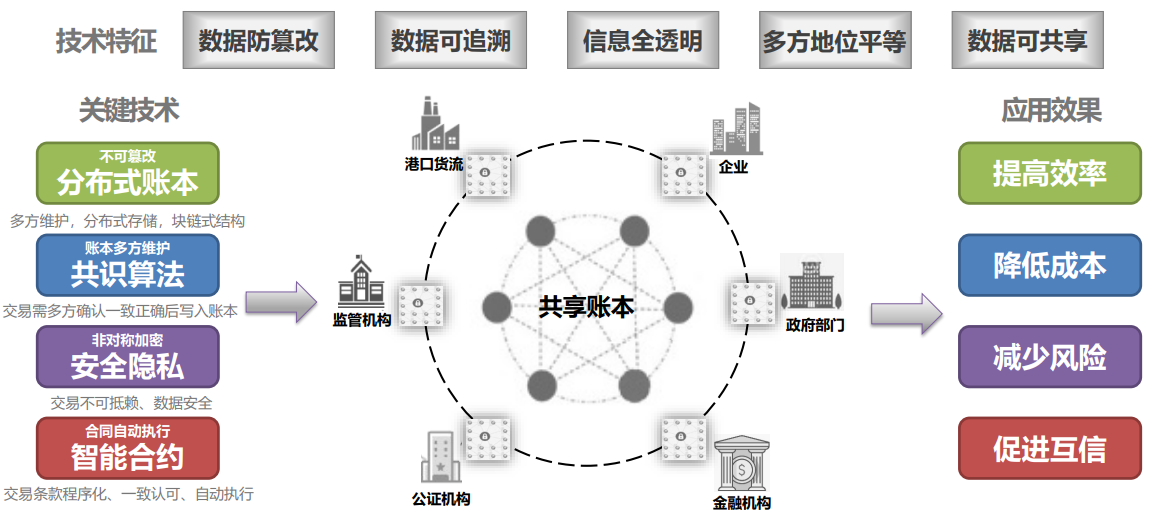 技术特征
数据防篡改
数据可追溯
信息全透明
多方地位平等
数据可共享
关键技术
不可篡改
分布式账本
多方维护，分布式存储，块链式结构
账本多方维护
共识算法
交易需多方确认一致正确后写入账本
非对称加密
安全隐私
交易不可抵赖、数据安全
合同自动执行
智能合约
交易条款程序化、一致认可、自动执行
港口货流
企业
监管机构
共享账本
政府部门
公证机构
金融机构
应用效果
提高效率
降低成本
减少风险
促进互信